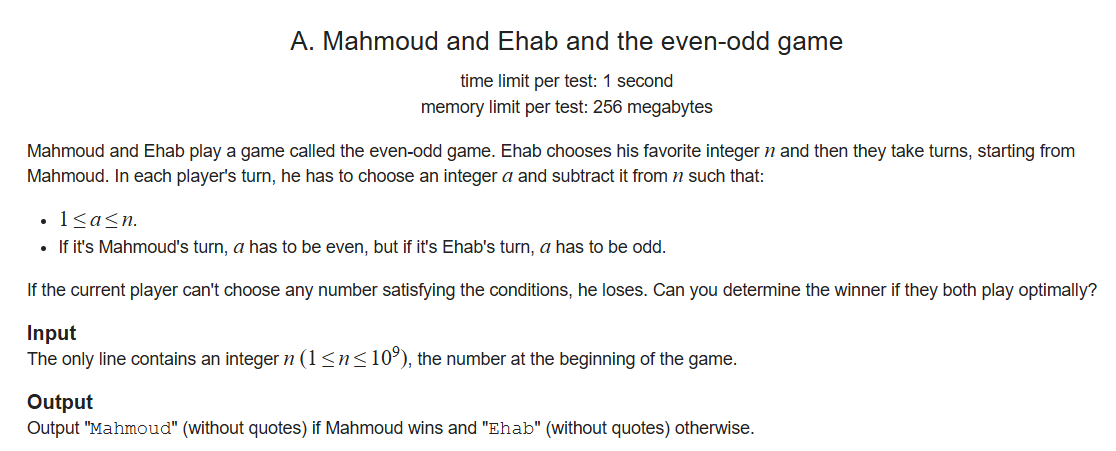 A. Mahmoud and Ehab and the even-odd game
time limit per test: 1 second
memory limit per test: 256 megabytes
Mahmoud and Ehab play a game called the even-odd game. Ehab chooses his favorite integer n and then they take turns, starting from
Mahmoud. In each player's turn, he has to choose an integer a and subtract it from n such that:
• 1 ≤ a ≤ n.
• If it's Mahmoud's turn, a has to be even, but if it's Ehab's turn, a has to be odd.
If the current player can't choose any number satisfying the conditions, he loses. Can you determine the winner if they both play optimally?
Input
The only line contains an integer n (1 ≤ n ≤ 10⁹), the number at the beginning of the game.
Output
Output "Mahmoud" (without quotes) if Mahmoud wins and "Ehab" (without quotes) otherwise.